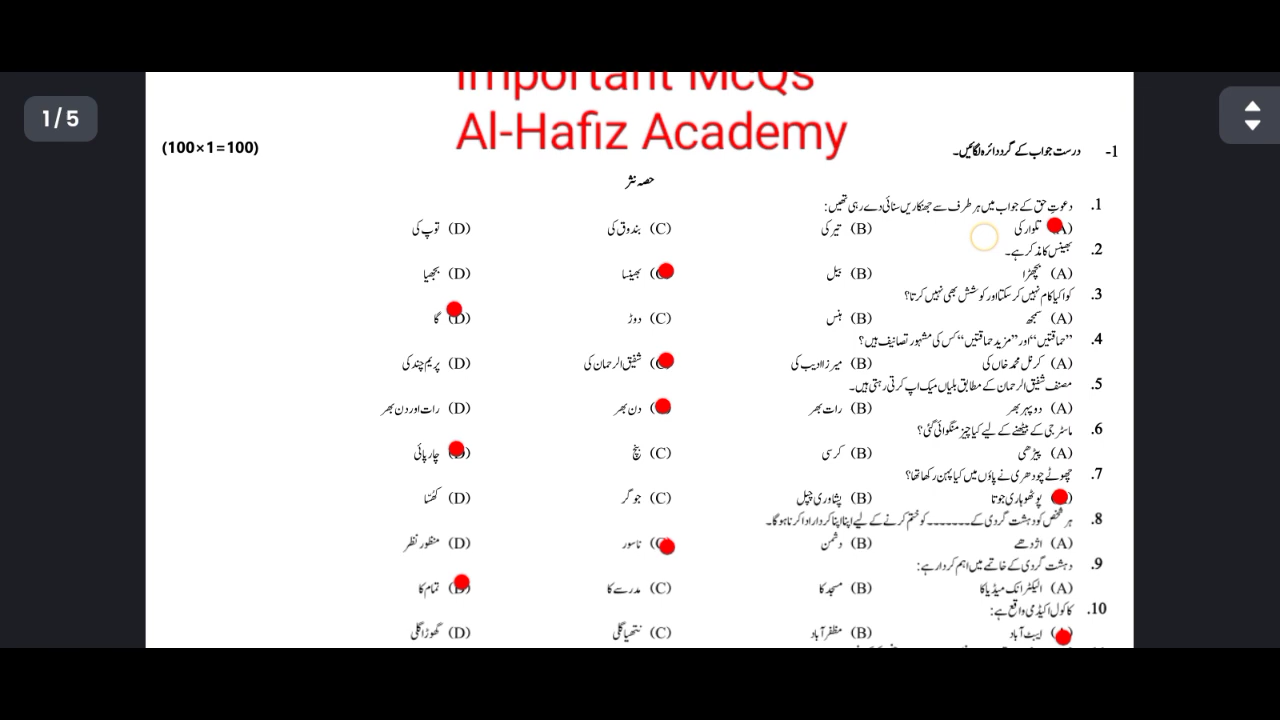 1/5
Important McQs
Al-Hafiz Academy
(100×1=100)
-1 درست جواب کے گرد دائرہ لگائیں۔
حصہ نثر
.1 دعوتِ حق کے جواب میں ہر طرف سے جھنکاریں سنائی دے رہی تھیں:
(A) تلوار کی (B) تیر کی (C) بندوق کی (D) توپ کی
.2 بھینس کا مذکر ہے۔
(A) بچھڑا (B) بیل (C) بھینسا (D) بچھیا
.3 کوا کیا کام نہیں کر سکتا اور کوشش بھی نہیں کرتا؟
(A) سمجھ (B) ہنس (C) دوڑ (D) گا
.4 ”حماقتیں“ اور ”مزید حماقتیں“ کس کی مشہور تصانیف ہیں؟
(A) کرنل محمد خاں کی (B) میرزا ادیب کی (C) شفیق الرحمان کی (D) پریم چند کی
.5 مصنف شفیق الرحمان کے مطابق بلیاں میک اپ کرتی رہتی ہیں۔
(A) دوپہر بھر (B) رات بھر (C) دن بھر (D) رات اور دن بھر
.6 ماسٹر جی کے بیٹھنے کے لیے کیا چیز منگوائی گئی؟
(A) پیڑھی (B) کرسی (C) بنچ (D) چارپائی
.7 چھوٹے چودھری نے پاؤں میں کیا پہن رکھا تھا؟
(A) پوٹھوہاری جوتا (B) پشاوری چپل (C) جوگر (D) کھُسّا
.8 ہر شخص کو دہشت گردی کے ۔۔۔۔۔۔۔ کو ختم کرنے کے لیے اپنا اپنا کردار ادا کرنا ہو گا۔
(A) اژدھے (B) دشمن (C) ناسور (D) منظور نظر
.9 دہشت گردی کے خاتمے میں اہم کردار ہے:
(A) الیکٹرانک میڈیا کا (B) مسجد کا (C) مدرسے کا (D) تمام کا
.10 کاکول اکیڈمی واقع ہے:
(A) ایبٹ آباد (B) مظفر آباد (C) نتھیا گلی (D) گھوڑا گلی